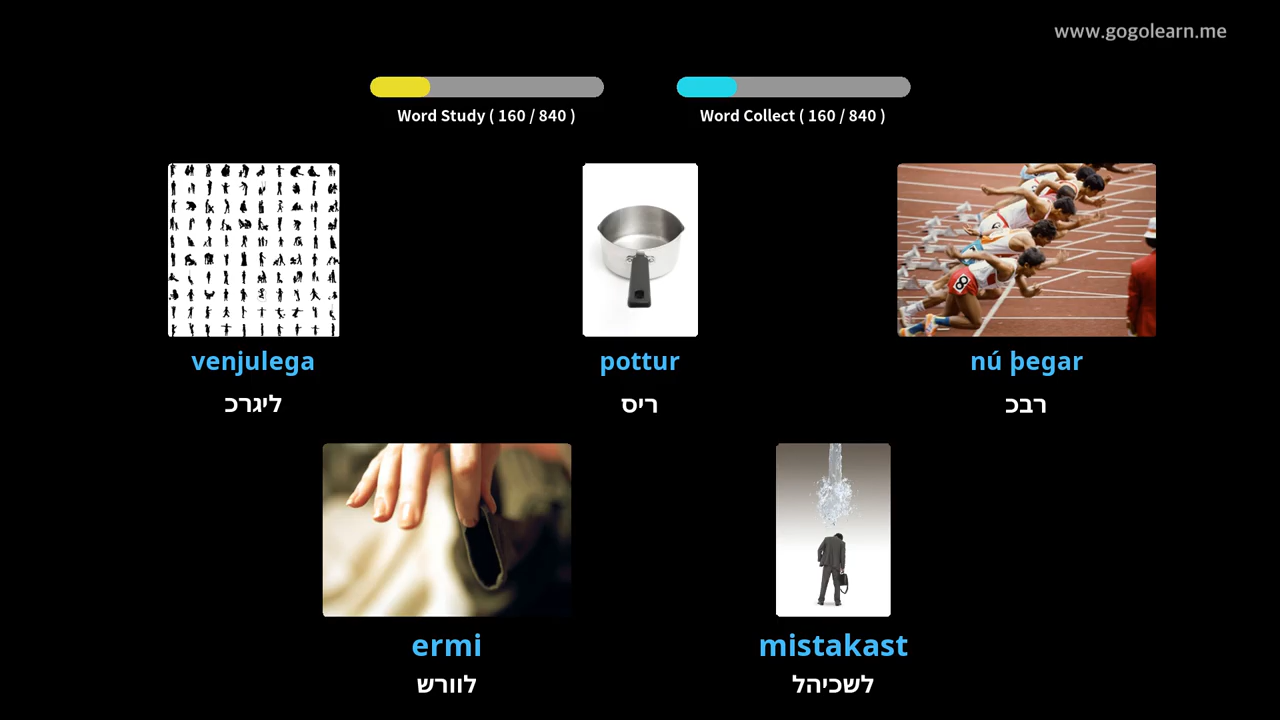 www.gogolearn.me
Word Study ( 160 / 840 )
Word Collect ( 160 / 840 )
venjulega
ליגרכ
pottur
ריס
nú þegar
רבכ
ermi
לוורש
mistakast
לשכיהל